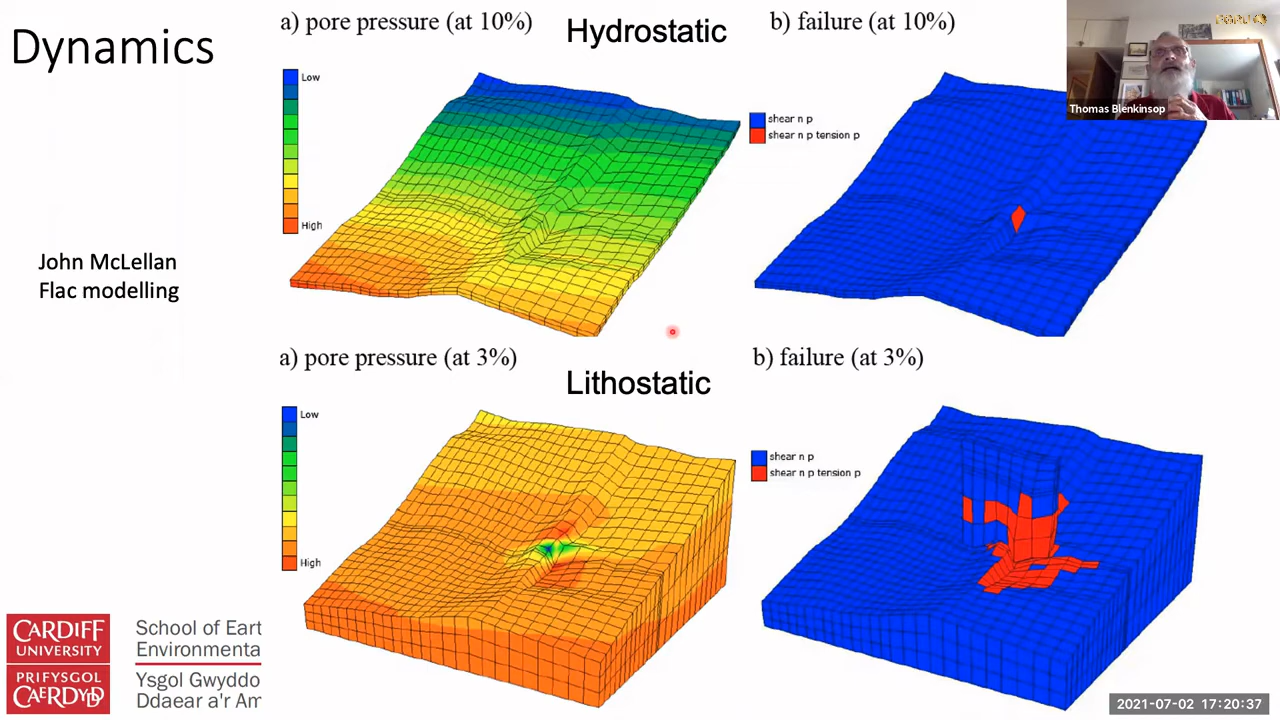 Dynamics
a) pore pressure (at 10%)
Hydrostatic
b) failure (at 10%)
Low
High
shear n p
shear n p tension p
Thomas Blenkinsop
John McLellan
Flac modelling
a) pore pressure (at 3%)
Lithostatic
b) failure (at 3%)
Low
High
shear n p
shear n p tension p
CARDIFF
UNIVERSITY
PRIFYSGOL
CAERDYDD
School of Eart
Environmenta
Ysgol Gwyddo
Ddaear a'r Am
2021-07-02 17:20:37